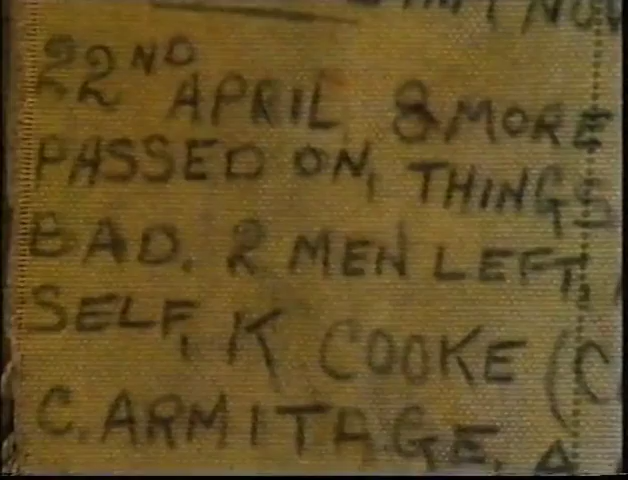 22ND
APRIL, 8 MORE
PASSED ON, THINGS
BAD. 2 MEN LEFT,
SELF, K COOKE (C
C. ARMITAGE,